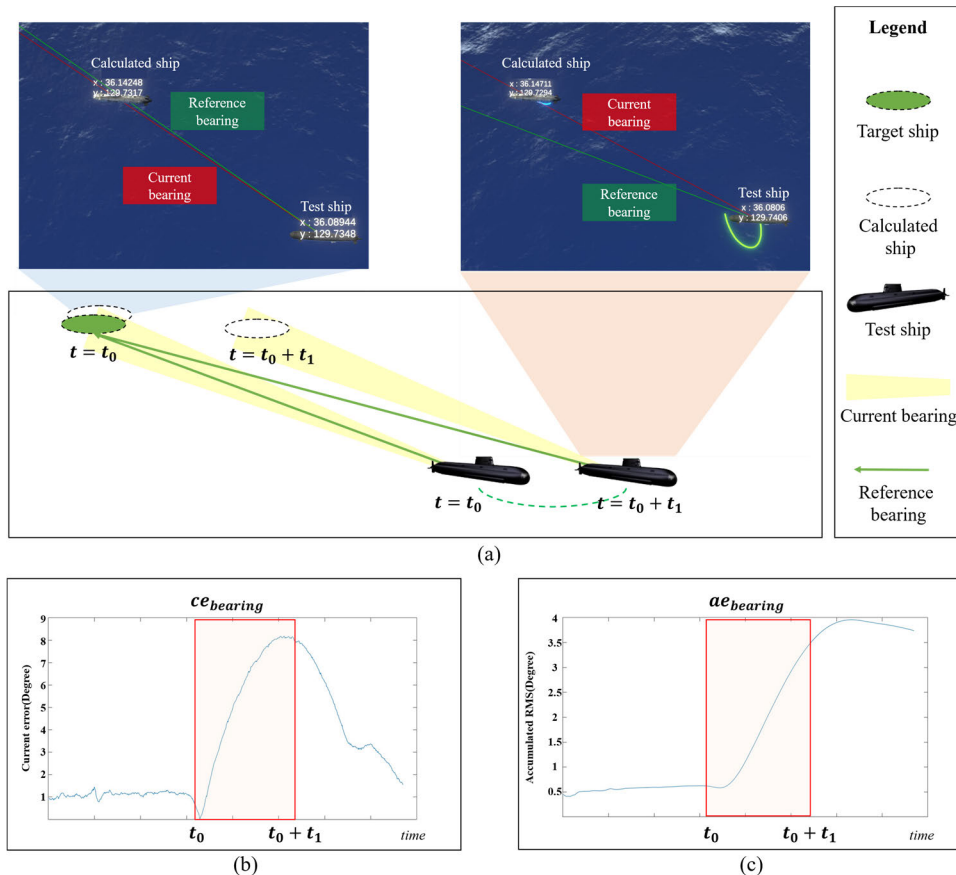 Calculated ship
x : 36.14248
y : 129.7317
Reference
bearing
Current
bearing
Test ship
x : 36.08944
y : 129.7348
Calculated ship
x : 36.14711
y : 129.7294
Current
bearing
Reference
bearing
Test ship
x : 36.0806
y : 129.7406
Legend
Target ship
Calculated
ship
Test ship
Current bearing
Reference
bearing
t = t₀
t = t₀ + t₁
t = t₀
t = t₀ + t₁
(a)
ce_bearing
Current error(Degree)
9
8
7
6
5
4
3
2
1
t₀
t₀ + t₁
time
(b)
ae_bearing
Accumulated RMS(Degree)
4
3.5
3
2.5
2
1.5
1
0.5
t₀
t₀ + t₁
time
(c)